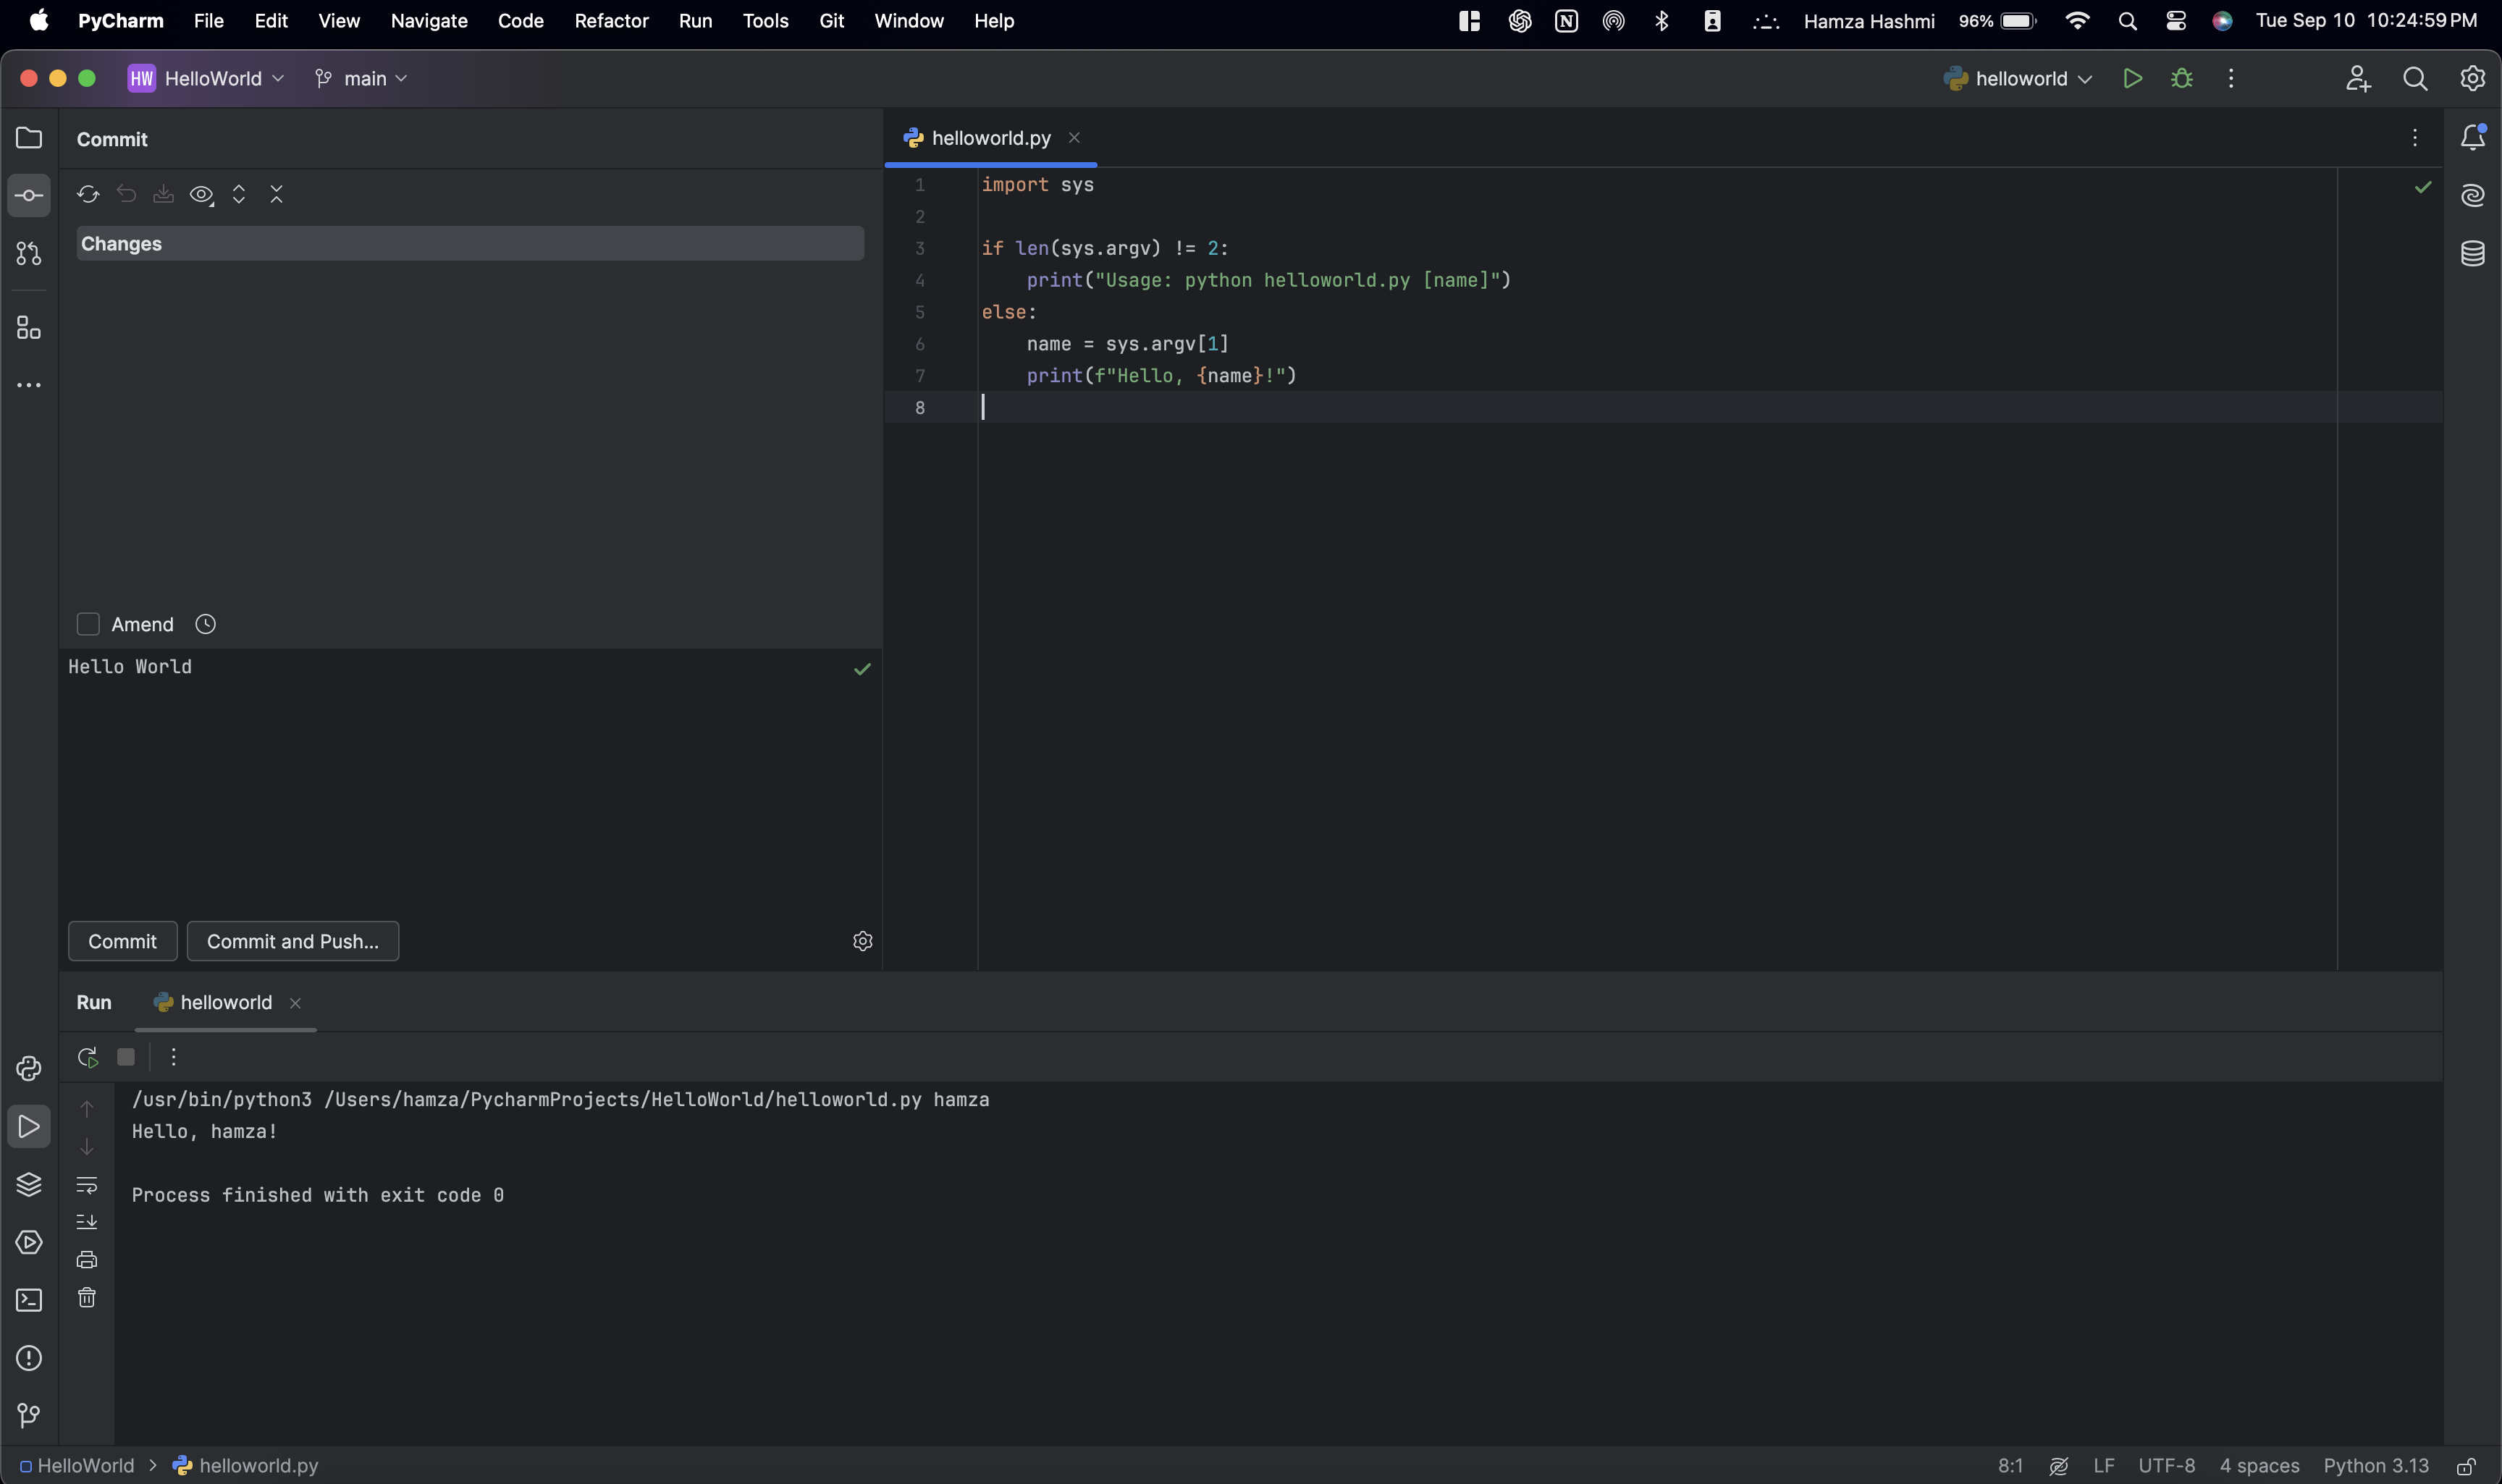 PyCharm File Edit View Navigate Code Refactor Run Tools Git Window Help Hamza Hashmi 96% Tue Sep 10 10:24:59 PM
HW HelloWorld main helloworld
Commit
Changes
Amend
Hello World
Commit Commit and Push...
helloworld.py
1 import sys
2
3 if len(sys.argv) != 2:
4     print("Usage: python helloworld.py [name]")
5 else:
6     name = sys.argv[1]
7     print(f"Hello, {name}!")
8
Run helloworld
/usr/bin/python3 /Users/hamza/PycharmProjects/HelloWorld/helloworld.py hamza
Hello, hamza!
Process finished with exit code 0
HelloWorld > helloworld.py 8:1 LF UTF-8 4 spaces Python 3.13